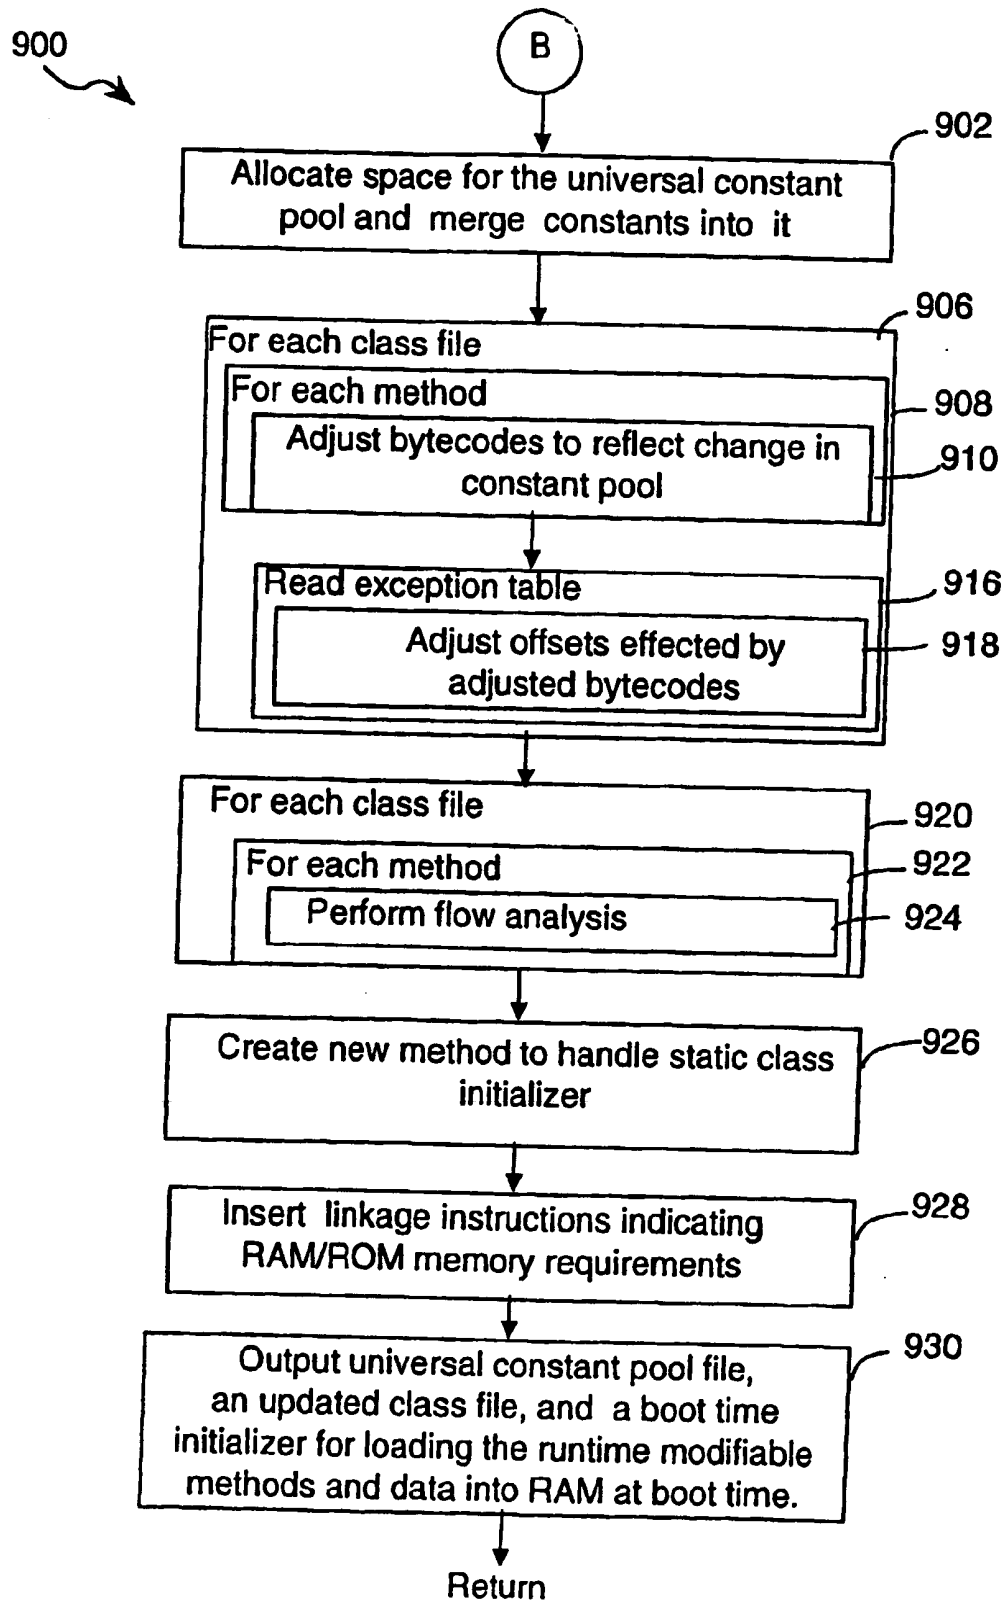 900
B
902
Allocate space for the universal constant
pool and merge constants into it
906
For each class file
For each method
908
Adjust bytecodes to reflect change in
constant pool
910
Read exception table
916
Adjust offsets effected by
adjusted bytecodes
918
For each class file
920
For each method
922
Perform flow analysis
924
Create new method to handle static class
initializer
926
Insert linkage instructions indicating
RAM/ROM memory requirements
928
Output universal constant pool file,
an updated class file, and a boot time
initializer for loading the runtime modifiable
methods and data into RAM at boot time.
930
Return